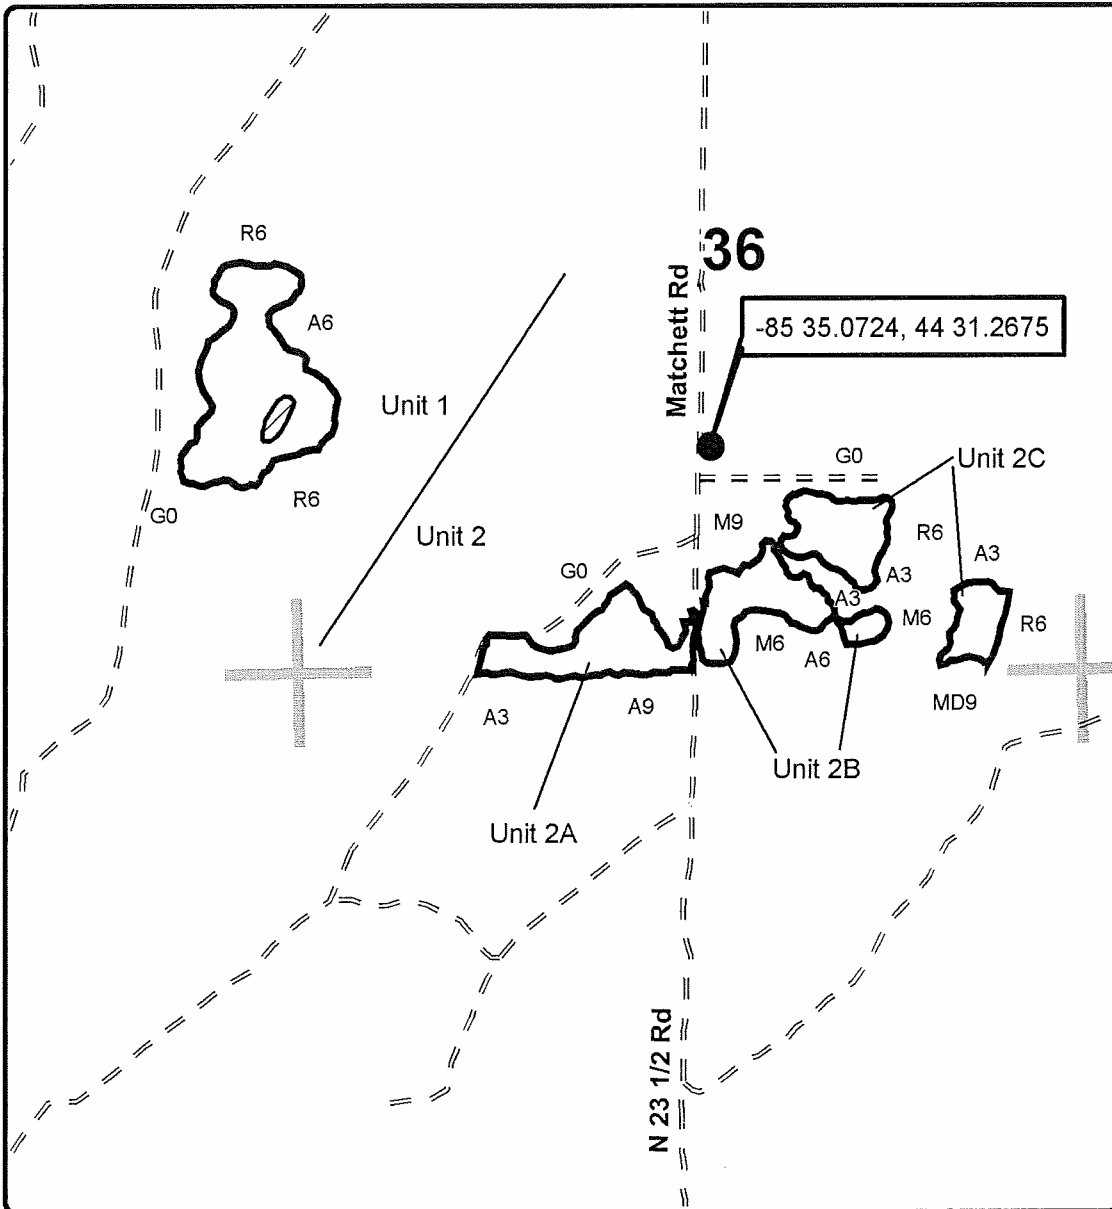 R6
36
A6
Matchett Rd
-85 35.0724, 44 31.2675
Unit 1
G0
Unit 2C
R6
G0
M9
Unit 2
R6
A3
G0
A3
A3
M6
R6
M6
A6
MD9
A3
A9
Unit 2B
Unit 2A
N 23 1/2 Rd